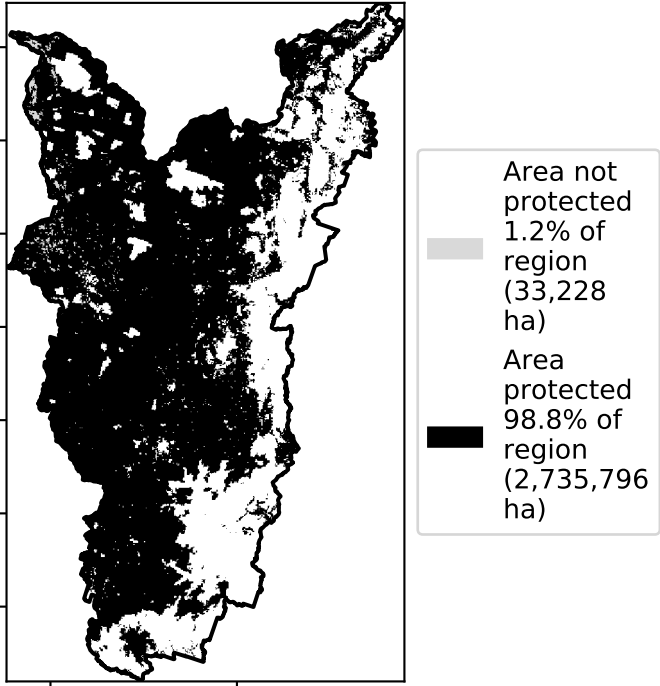 Area not
protected
1.2% of
region
(33,228
ha)
Area
protected
98.8% of
region
(2,735,796
ha)